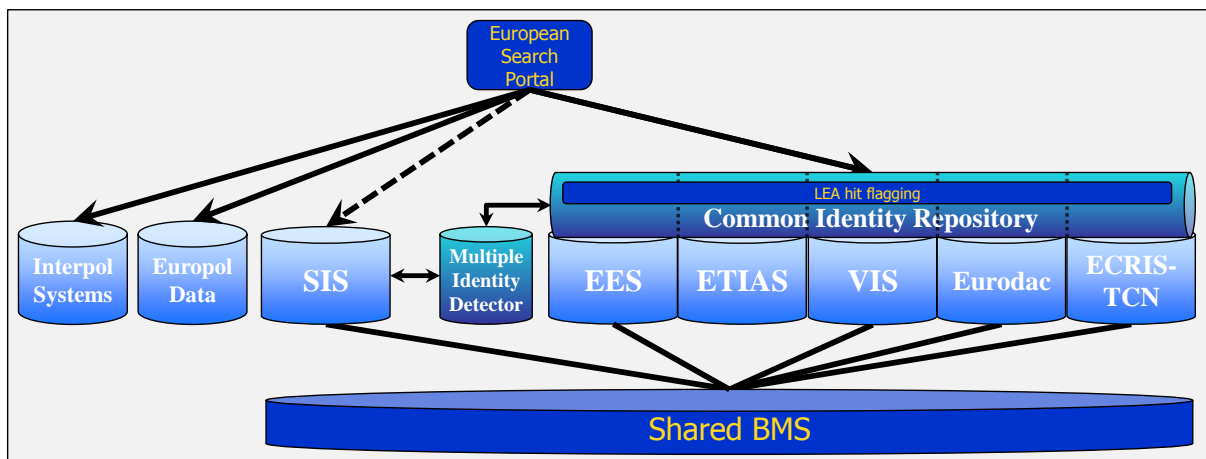 European
Search
Portal
LEA hit flagging
Common Identity Repository
Interpol
Systems
Europol
Data
SIS
Multiple
Identity
Detector
EES
ETIAS
VIS
Eurodac
ECRIS-
TCN
Shared BMS